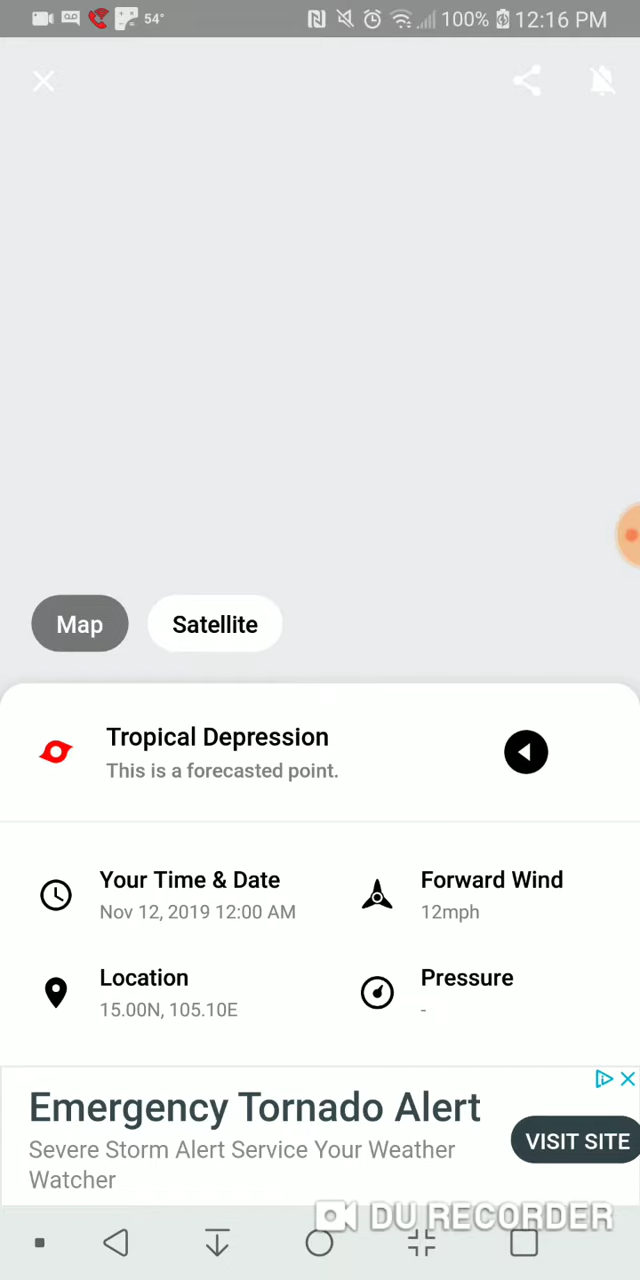 54°
100%
12:16 PM
Map
Satellite
Tropical Depression
This is a forecasted point.
Your Time & Date
Nov 12, 2019 12:00 AM
Forward Wind
12mph
Location
15.00N, 105.10E
Pressure
-
Emergency Tornado Alert
Severe Storm Alert Service Your Weather
Watcher
VISIT SITE
DU RECORDER